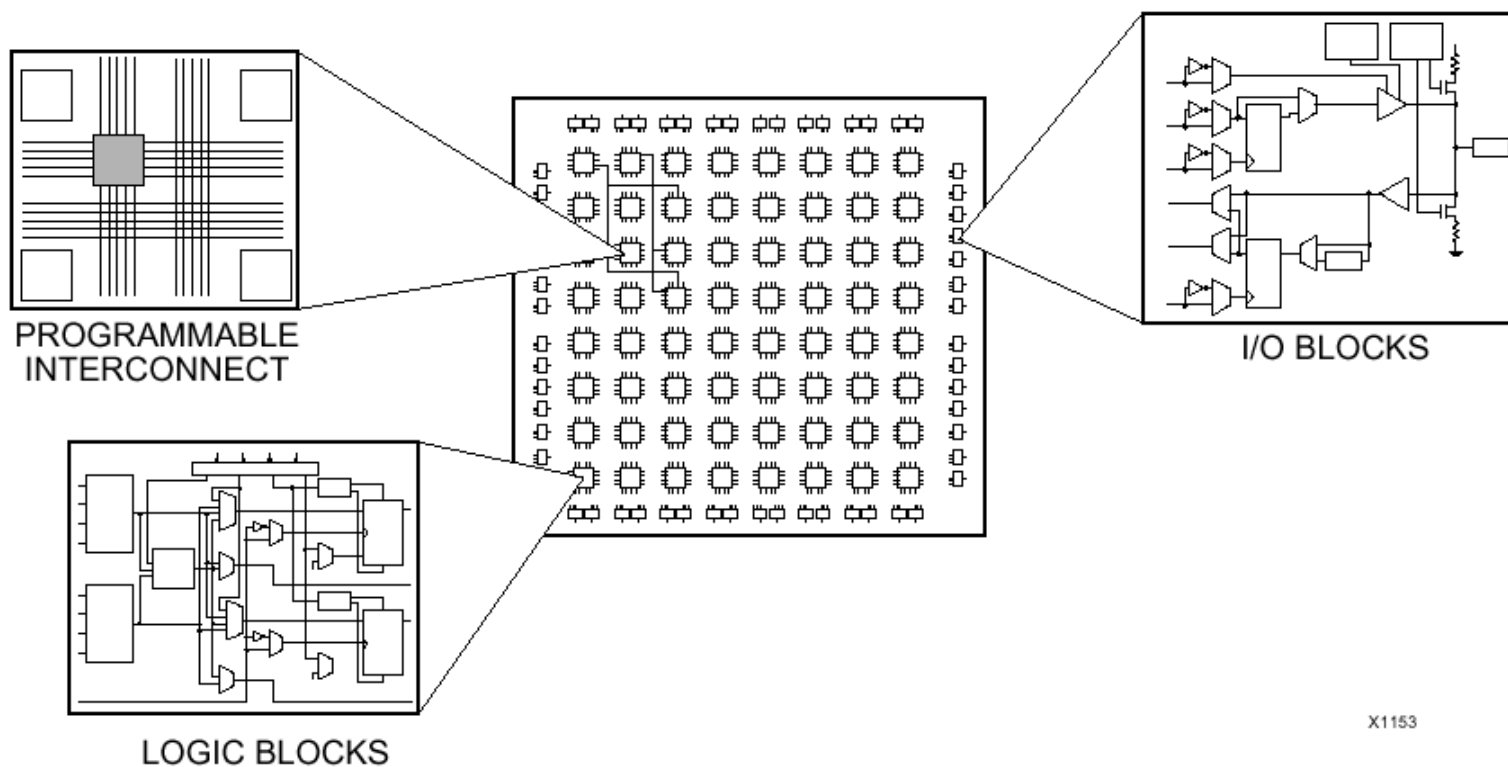 PROGRAMMABLE
INTERCONNECT
I/O BLOCKS
LOGIC BLOCKS
X1153